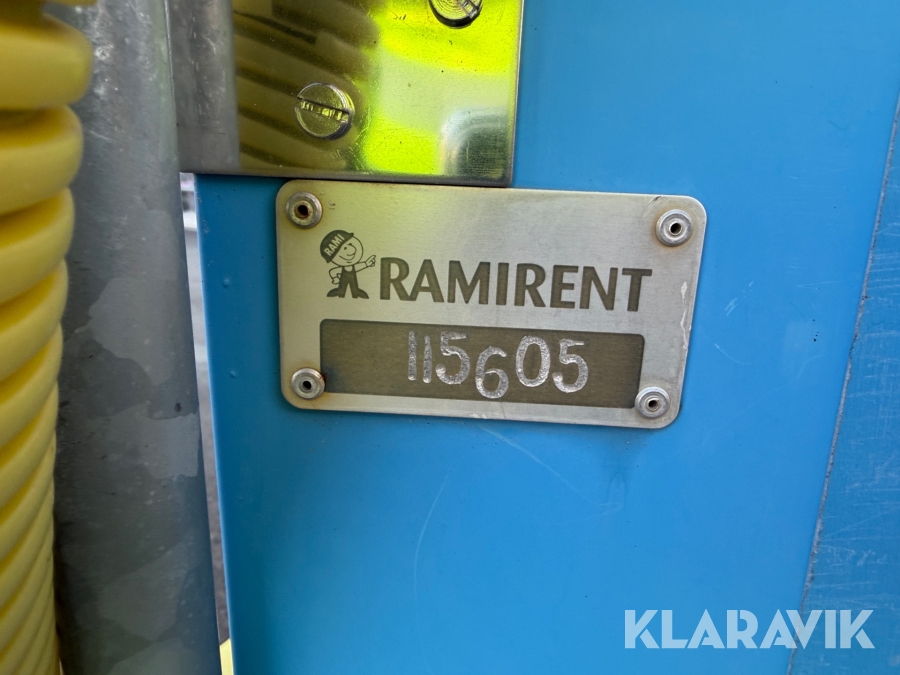 RAMI
RAMIRENT
115605
KLARAVIK